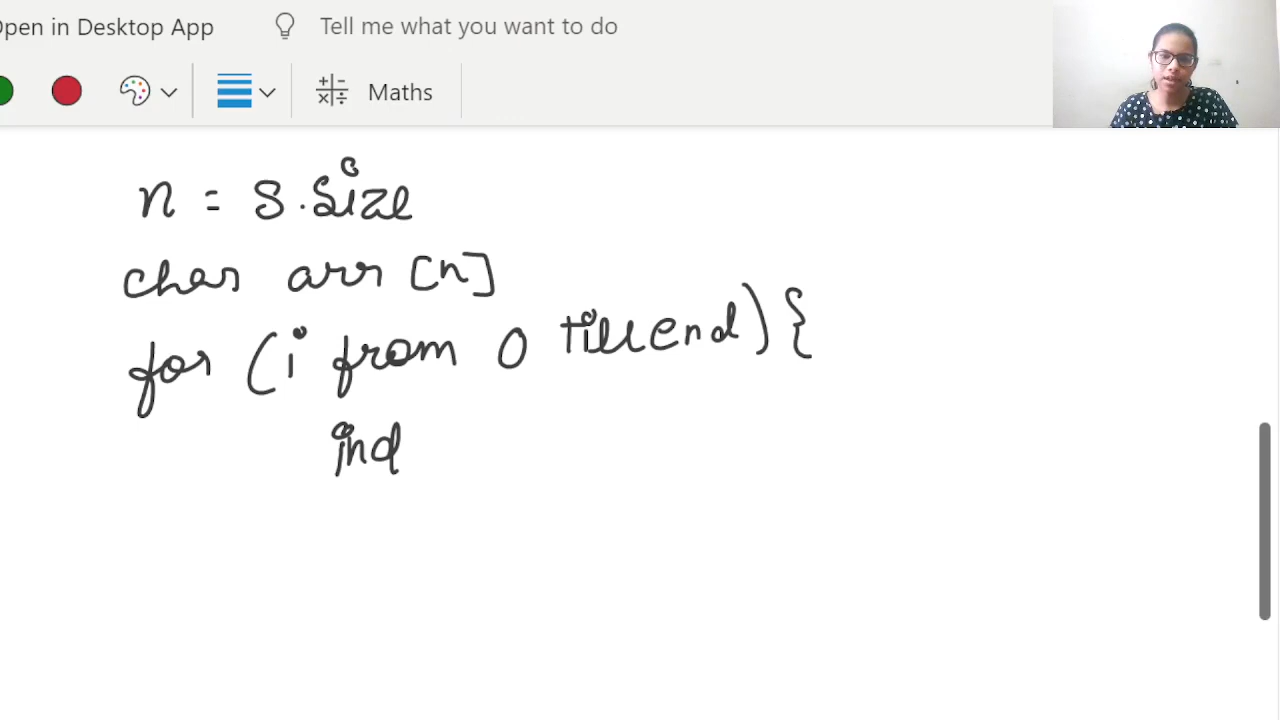 Open in Desktop App Tell me what you want to do
Maths
n = s.size
char arr [n]
for (i from 0 till end) {
ind